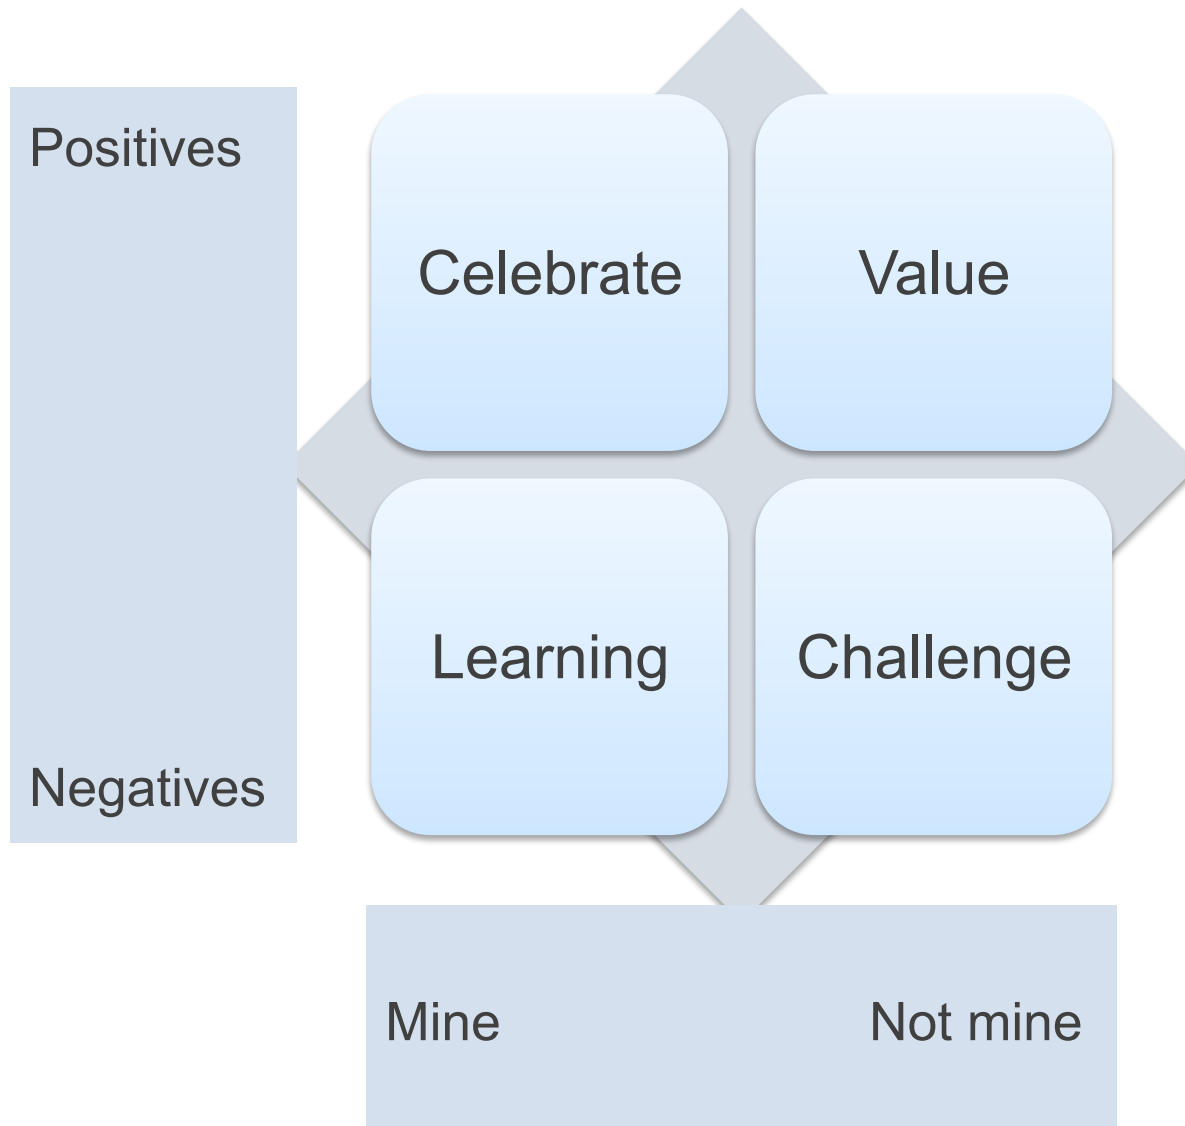 Positives
Celebrate
Value
Learning
Challenge
Negatives
Mine
Not mine